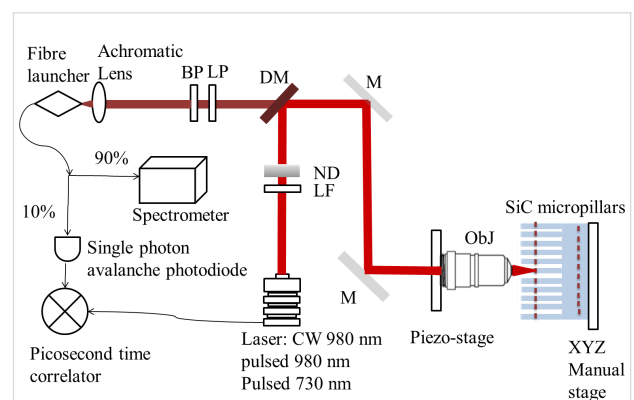 Fibre
launcher
Achromatic
Lens
BP LP
DM
M
90%
ND
LF
10%
Spectrometer
SiC micropillars
ObJ
Single photon
avalanche photodiode
M
Piezo-stage
Laser: CW 980 nm
pulsed 980 nm
Pulsed 730 nm
Picosecond time
correlator
XYZ
Manual
stage